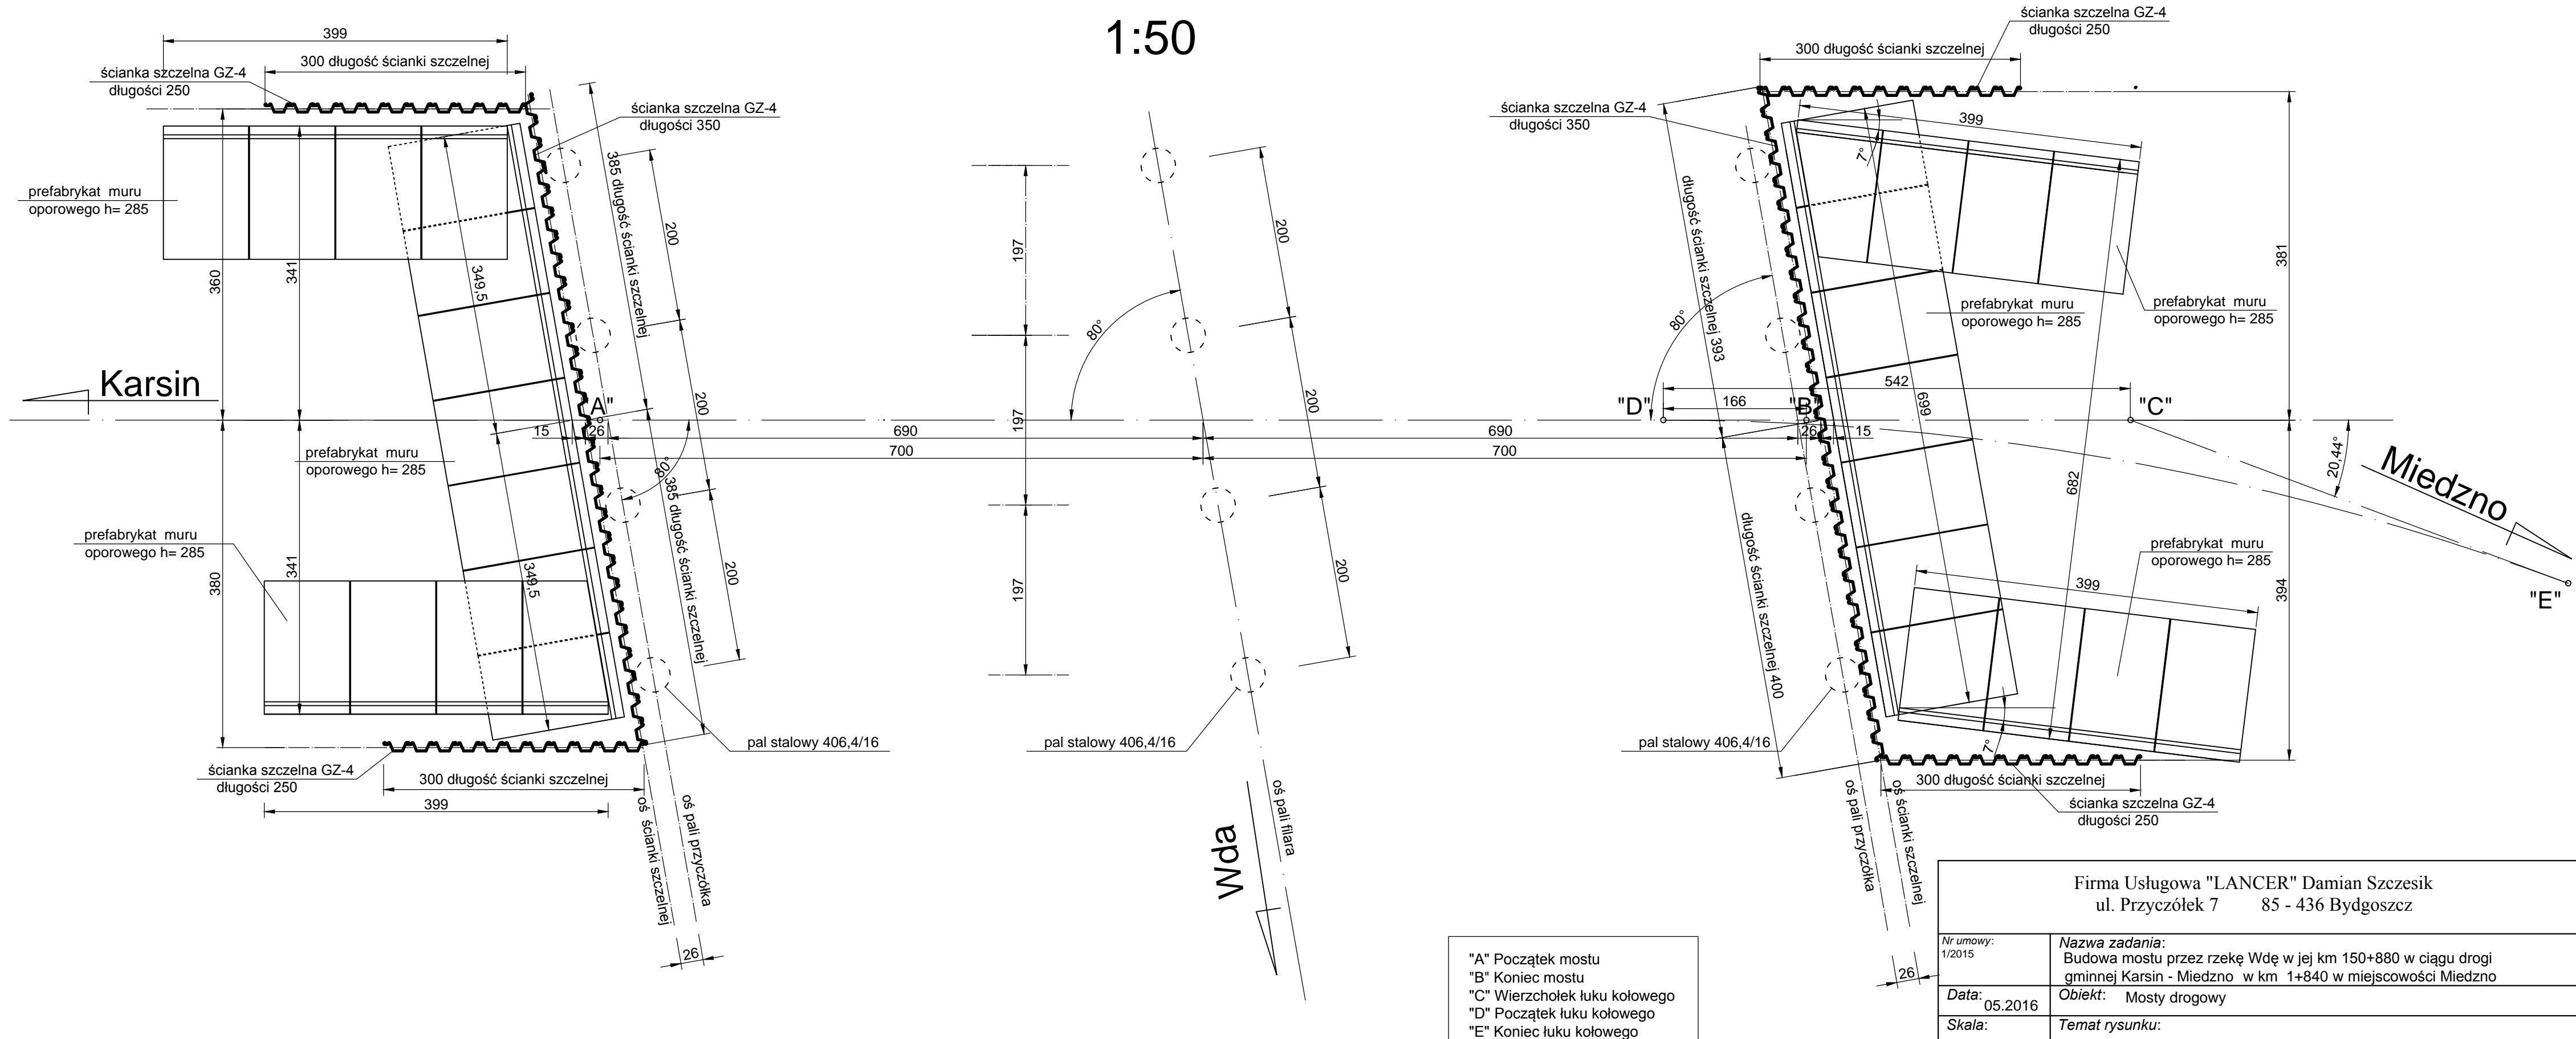 1:50
399
300 długość ścianki szczelnej
ścianka szczelna GZ-4
długości 250
ścianka szczelna GZ-4
długości 350
prefabrykat muru
oporowego h= 285
360
341
349,5
385 długość ścianki szczelnej
200
200
200
Karsin
A"
15
26
690
700
80°
prefabrykat muru
oporowego h= 285
prefabrykat muru
oporowego h= 285
380
341
349,5
385 długość ścianki szczelnej
pal stalowy 406,4/16
ścianka szczelna GZ-4
długości 250
300 długość ścianki szczelnej
399
oś ścianki szczelnej
oś pali przyczółka
26
197
197
197
80°
200
200
200
690
700
pal stalowy 406,4/16
oś pali filara
Wda
ścianka szczelna GZ-4
długości 250
300 długość ścianki szczelnej
ścianka szczelna GZ-4
długości 350
399
7°
długość ścianki szczelnej 393
80°
381
prefabrykat muru
oporowego h= 285
prefabrykat muru
oporowego h= 285
542
"D"
166
"B"
"C"
26
15
699
682
20,44°
Miedzno
"E"
394
prefabrykat muru
oporowego h= 285
399
długość ścianki szczelnej 400
7°
pal stalowy 406,4/16
300 długość ścianki szczelnej
ścianka szczelna GZ-4
długości 250
oś pali przyczółka
oś ścianki szczelnej
26
"A" Początek mostu
"B" Koniec mostu
"C" Wierzchołek łuku kołowego
"D" Początek łuku kołowego
"E" Koniec łuku kołowego
Firma Usługowa "LANCER" Damian Szczesik
ul. Przyczółek 7 85 - 436 Bydgoszcz
Nr umowy:
1/2015
Nazwa zadania:
Budowa mostu przez rzekę Wdę w jej km 150+880 w ciągu drogi
gminnej Karsin - Miedzno w km 1+840 w miejscowości Miedzno
Data:
05.2016
Obiekt: Mosty drogowy
Skala:
Temat rysunku: